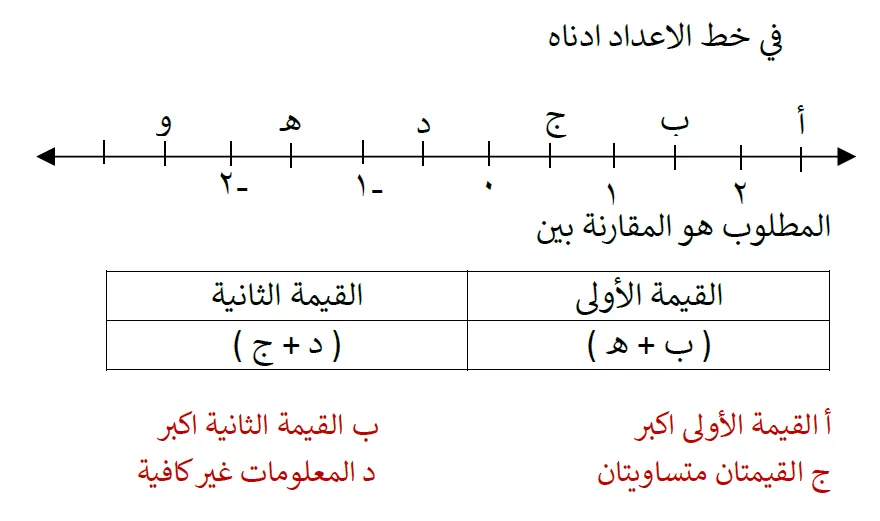 في خط الاعداد ادناه
أ ب ج د هـ و
٢ ١ ٠ -١ -٢
المطلوب هو المقارنة بين
القيمة الأولى القيمة الثانية
( ب + ه ) ( د + ج )
أ القيمة الأولى اكبر ب القيمة الثانية اكبر
ج القيمتان متساويتان د المعلومات غير كافية